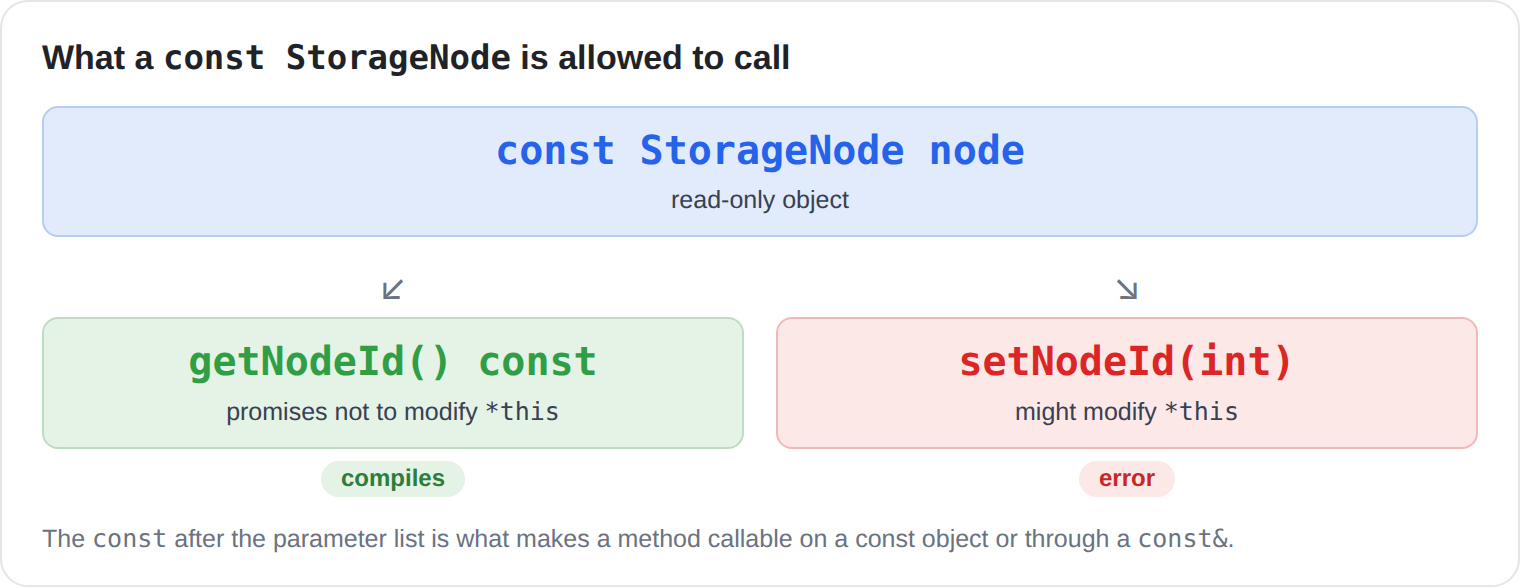 What a const StorageNode is allowed to call
const StorageNode node
read-only object
↙ ↘
getNodeId() const
promises not to modify *this
compiles
setNodeId(int)
might modify *this
error
The const after the parameter list is what makes a method callable on a const object or through a const&.